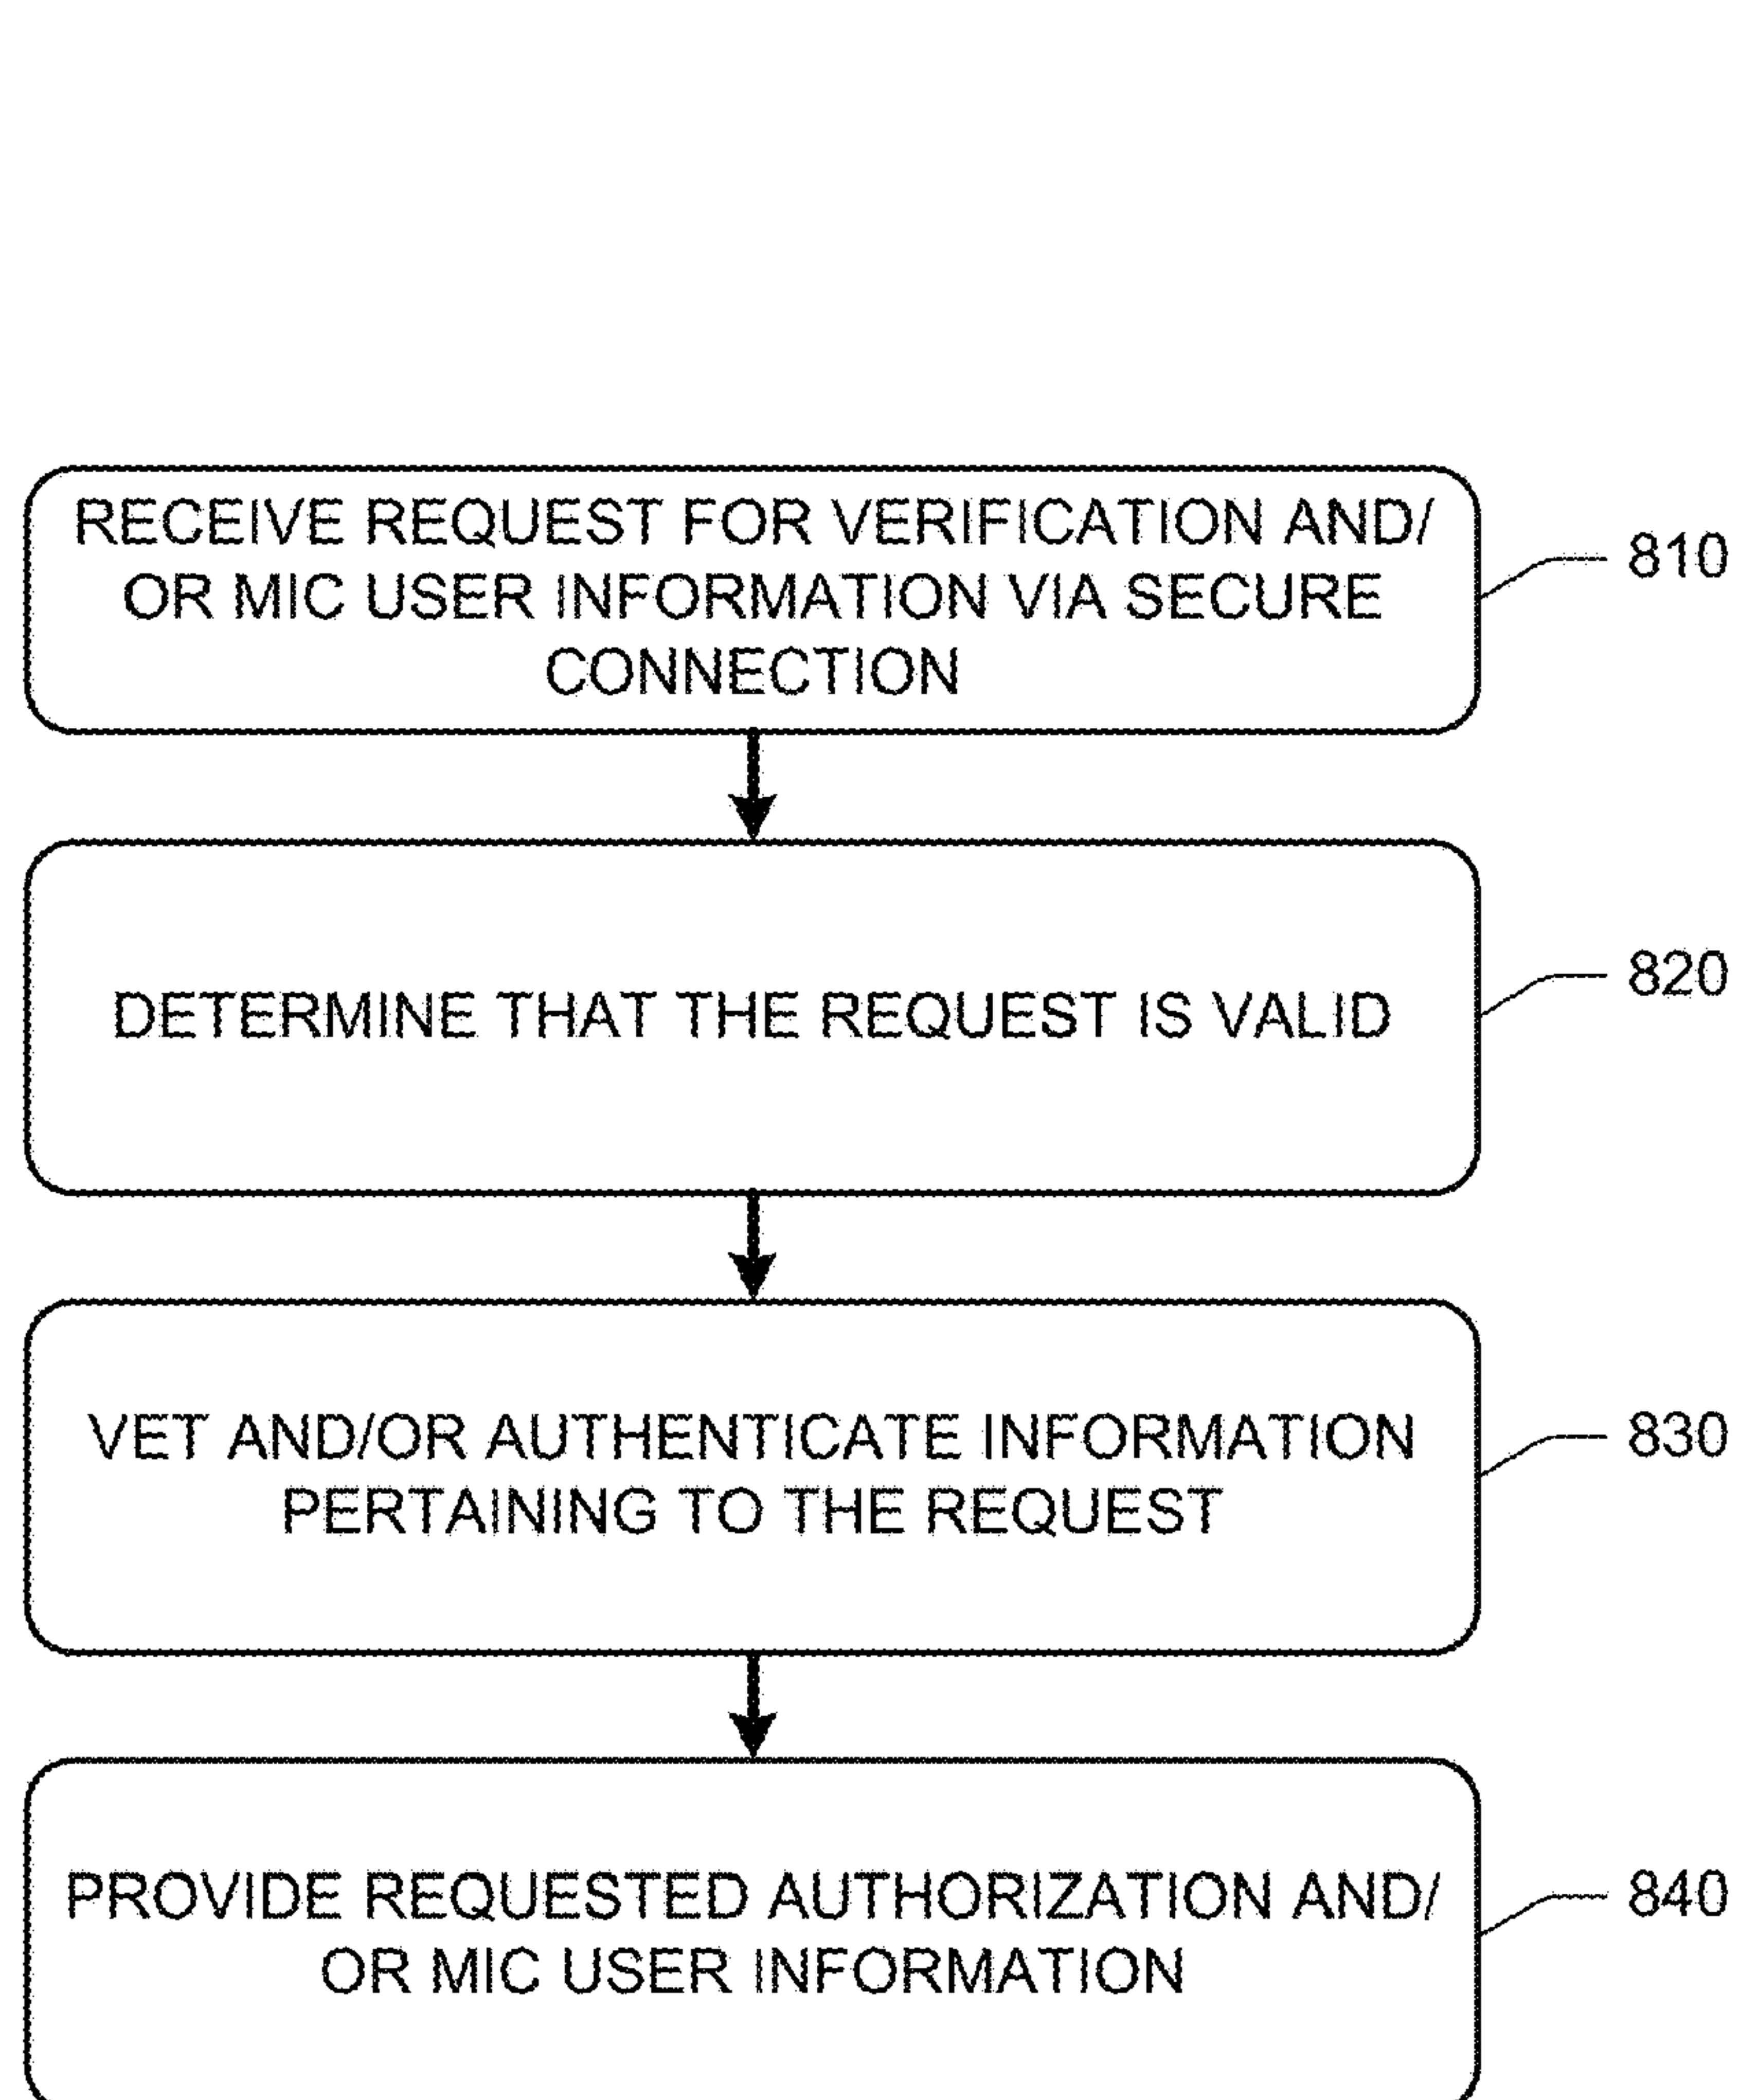 RECEIVE REQUEST FOR VERIFICATION AND/
OR MIC USER INFORMATION VIA SECURE
CONNECTION
810
DETERMINE THAT THE REQUEST IS VALID
820
VET AND/OR AUTHENTICATE INFORMATION
PERTAINING TO THE REQUEST
830
PROVIDE REQUESTED AUTHORIZATION AND/
OR MIC USER INFORMATION
840